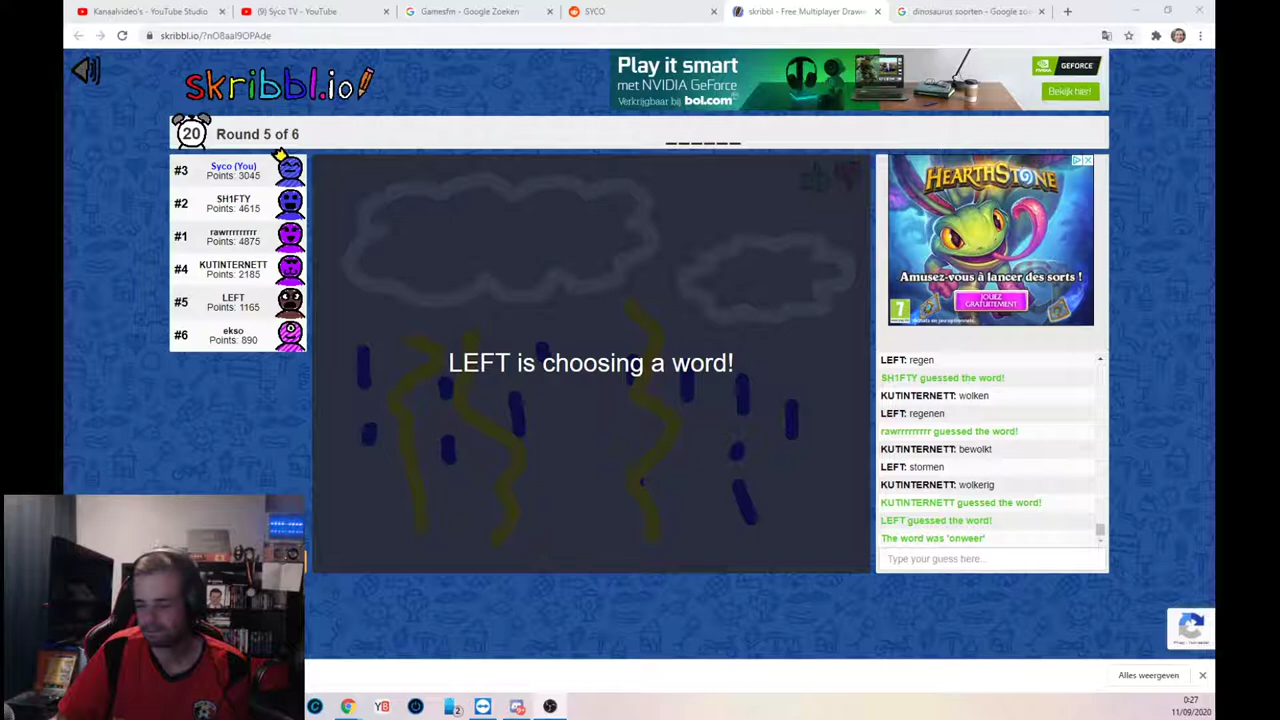 Kanaalvideo's - YouTube Studio
(9) Syco TV - YouTube
Gamesfm - Google Zoeken
SYCO
skribbl - Free Multiplayer Drawi
dinosaurus soorten - Google zo
skribbl.io/?nO8aaI9OPAde
skribbl.io
Play it smart
met NVIDIA GeForce
Verkrijgbaar bij bol.com
NVIDIA GEFORCE
Bekijk hier!
20
Round 5 of 6
______
#3 Syco (You)
Points: 3045
#2 SH1FTY
Points: 4615
#1 rawrrrrrrrrr
Points: 4875
#4 KUTINTERNETT
Points: 2185
#5 LEFT
Points: 1165
#6 ekso
Points: 890
LEFT is choosing a word!
HEARTHSTONE
Amusez-vous à lancer des sorts !
JOUEZ
GRATUITEMENT
7
LEFT: regen
SH1FTY guessed the word!
KUTINTERNETT: wolken
LEFT: regenen
rawrrrrrrrrr guessed the word!
KUTINTERNETT: bewolkt
LEFT: stormen
KUTINTERNETT: wolkerig
KUTINTERNETT guessed the word!
LEFT guessed the word!
The word was 'onweer'
Type your guess here...
Alles weergeven
2
0:27
11/09/2020